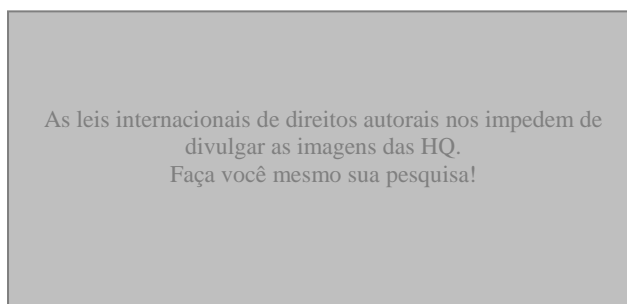 As leis internacionais de direitos autorais nos impedem de
divulgar as imagens das HQ.
Faça você mesmo sua pesquisa!